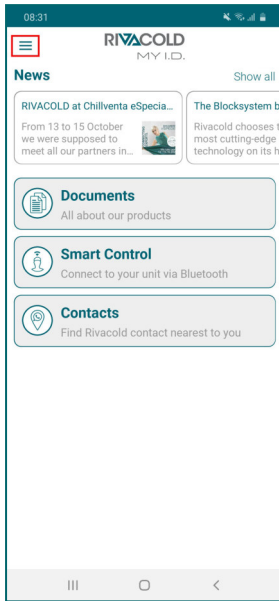 08:31
RIVACOLD
MY I.D.
News
Show all
RIVACOLD at Chillventa eSpecia...
From 13 to 15 October
we were supposed to
meet all our partners in...
The Blocksystem b
Rivacold chooses t
most cutting-edge
technology on its h
Documents
All about our products
Smart Control
Connect to your unit via Bluetooth
Contacts
Find Rivacold contact nearest to you